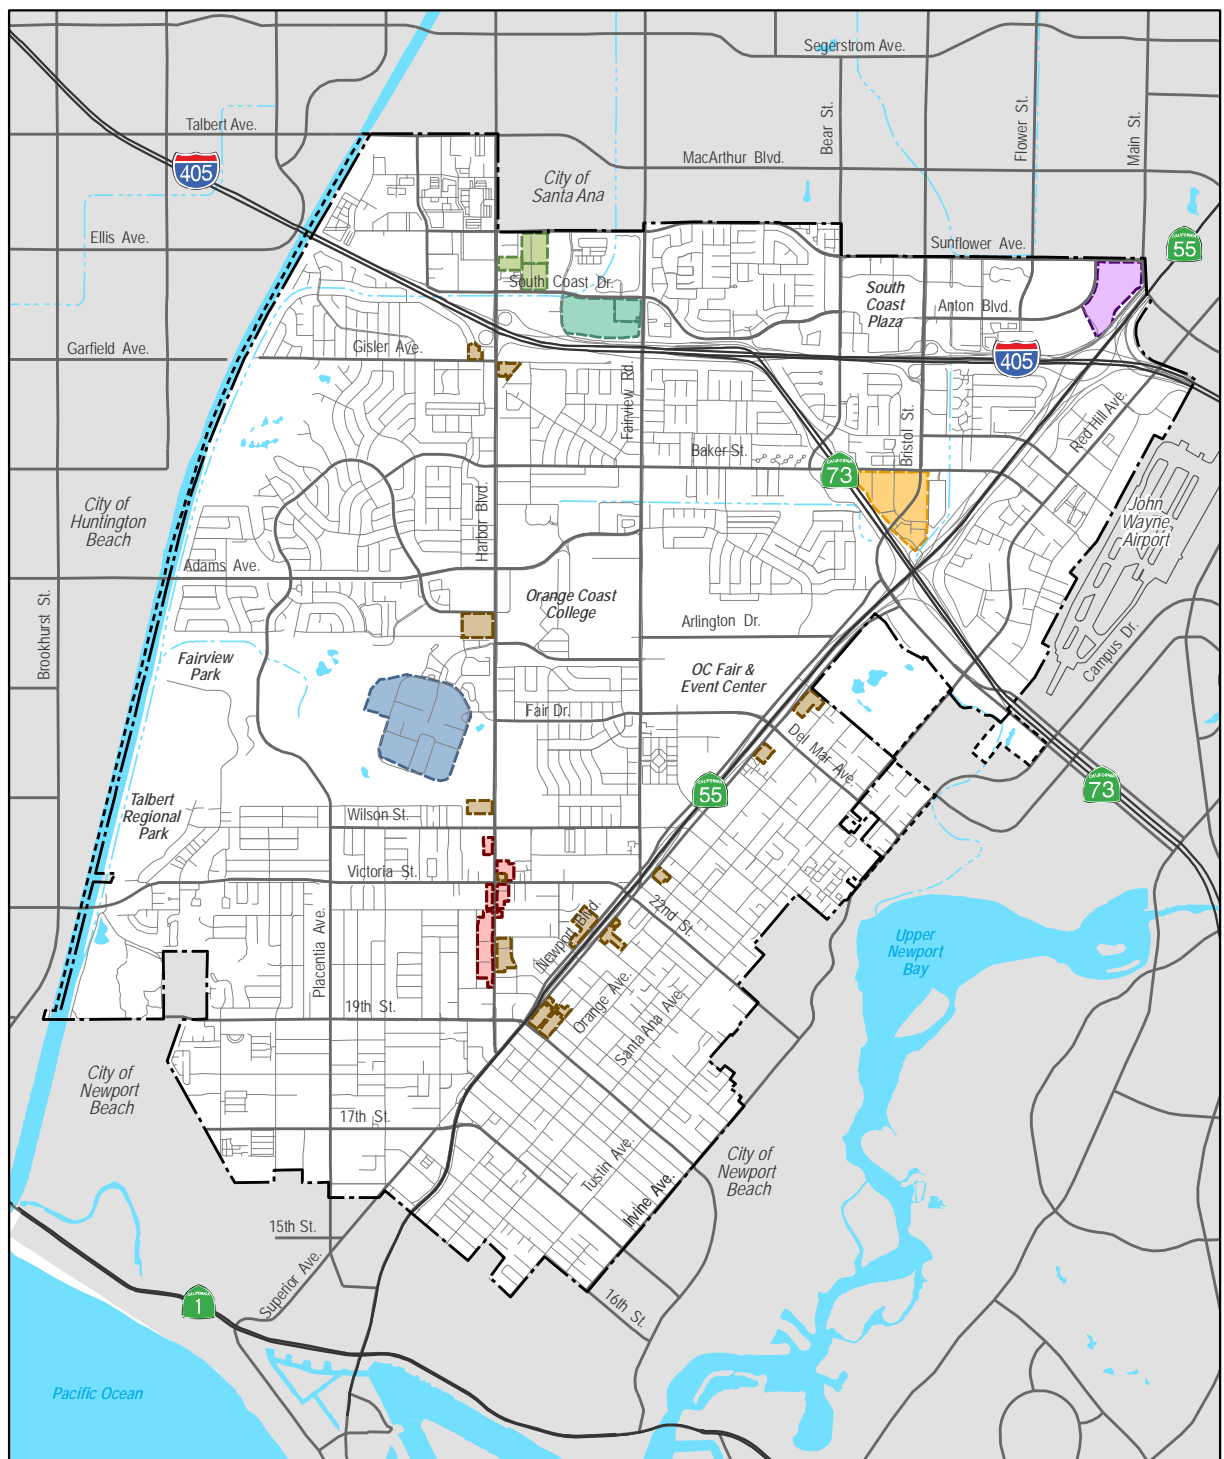 Segerstrom Ave.
Bear St.
Flower St.
Main St.
Talbert Ave.
MacArthur Blvd.
405
City of
Santa Ana
Ellis Ave.
Sunflower Ave.
CALIFORNIA
55
South Coast Dr.
South
Coast
Plaza
Anton Blvd.
Garfield Ave.
Gisler Ave.
405
Fairview Rd.
Red Hill Ave.
Bristol St.
Baker St.
CALIFORNIA
73
City of
Huntington
Beach
Harbor Blvd.
John
Wayne
Airport
Adams Ave.
Brookhurst St.
Orange Coast
College
Arlington Dr.
Campus Dr.
Fairview
Park
OC Fair &
Event Center
Fair Dr.
Del Mar Ave.
CALIFORNIA
55
CALIFORNIA
73
Talbert
Regional
Park
Wilson St.
Victoria St.
22nd St.
Newport Blvd.
Placentia Ave.
Upper
Newport
Bay
19th St.
Orange Ave.
Santa Ana Ave.
City of
Newport
Beach
17th St.
Tustin Ave.
Irvine Ave.
City of
Newport
Beach
15th St.
Superior Ave.
CALIFORNIA
1
16th St.
Pacific Ocean